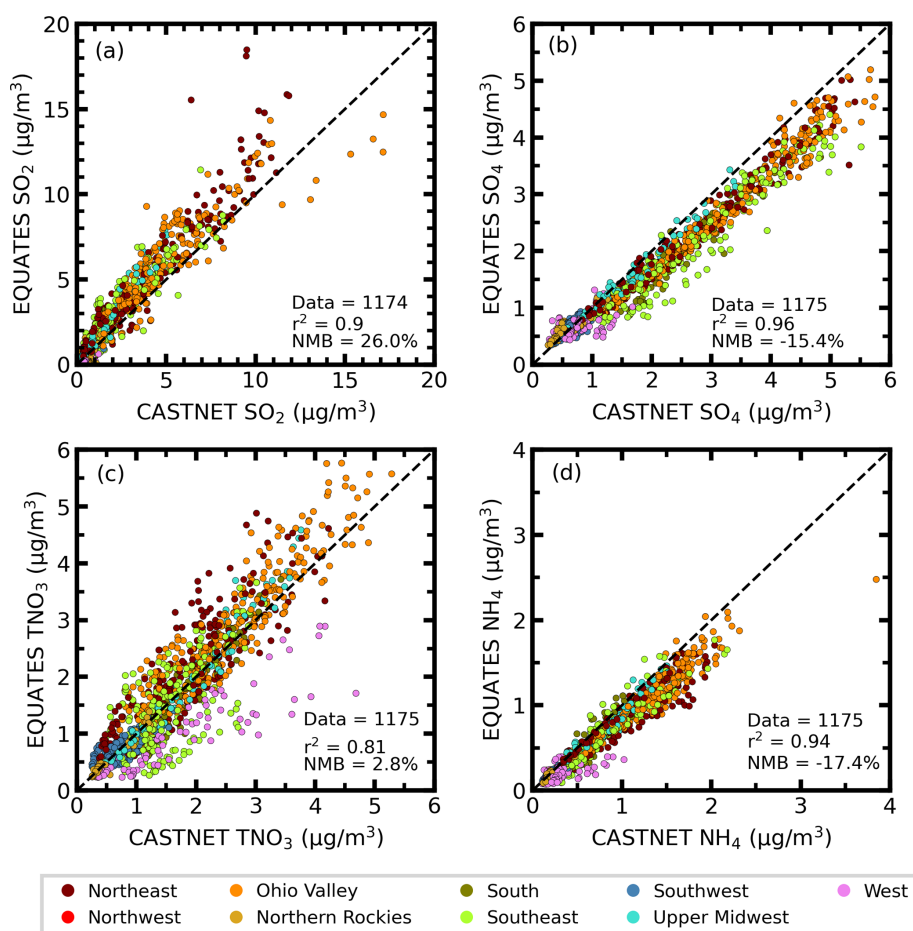 (a)
EQUATES SO₂ (μg/m³)
20
15
10
5
0
0 5 10 15 20
CASTNET SO₂ (μg/m³)
Data = 1174
r² = 0.9
NMB = 26.0%
(b)
EQUATES SO₄ (μg/m³)
6
5
4
3
2
1
0
0 1 2 3 4 5 6
CASTNET SO₄ (μg/m³)
Data = 1175
r² = 0.96
NMB = -15.4%
(c)
EQUATES TNO₃ (μg/m³)
6
5
4
3
2
1
0
0 1 2 3 4 5 6
CASTNET TNO₃ (μg/m³)
Data = 1175
r² = 0.81
NMB = 2.8%
(d)
EQUATES NH₄ (μg/m³)
4
3
2
1
0
0 1 2 3 4
CASTNET NH₄ (μg/m³)
Data = 1175
r² = 0.94
NMB = -17.4%
Northeast Ohio Valley South Southwest West
Northwest Northern Rockies Southeast Upper Midwest